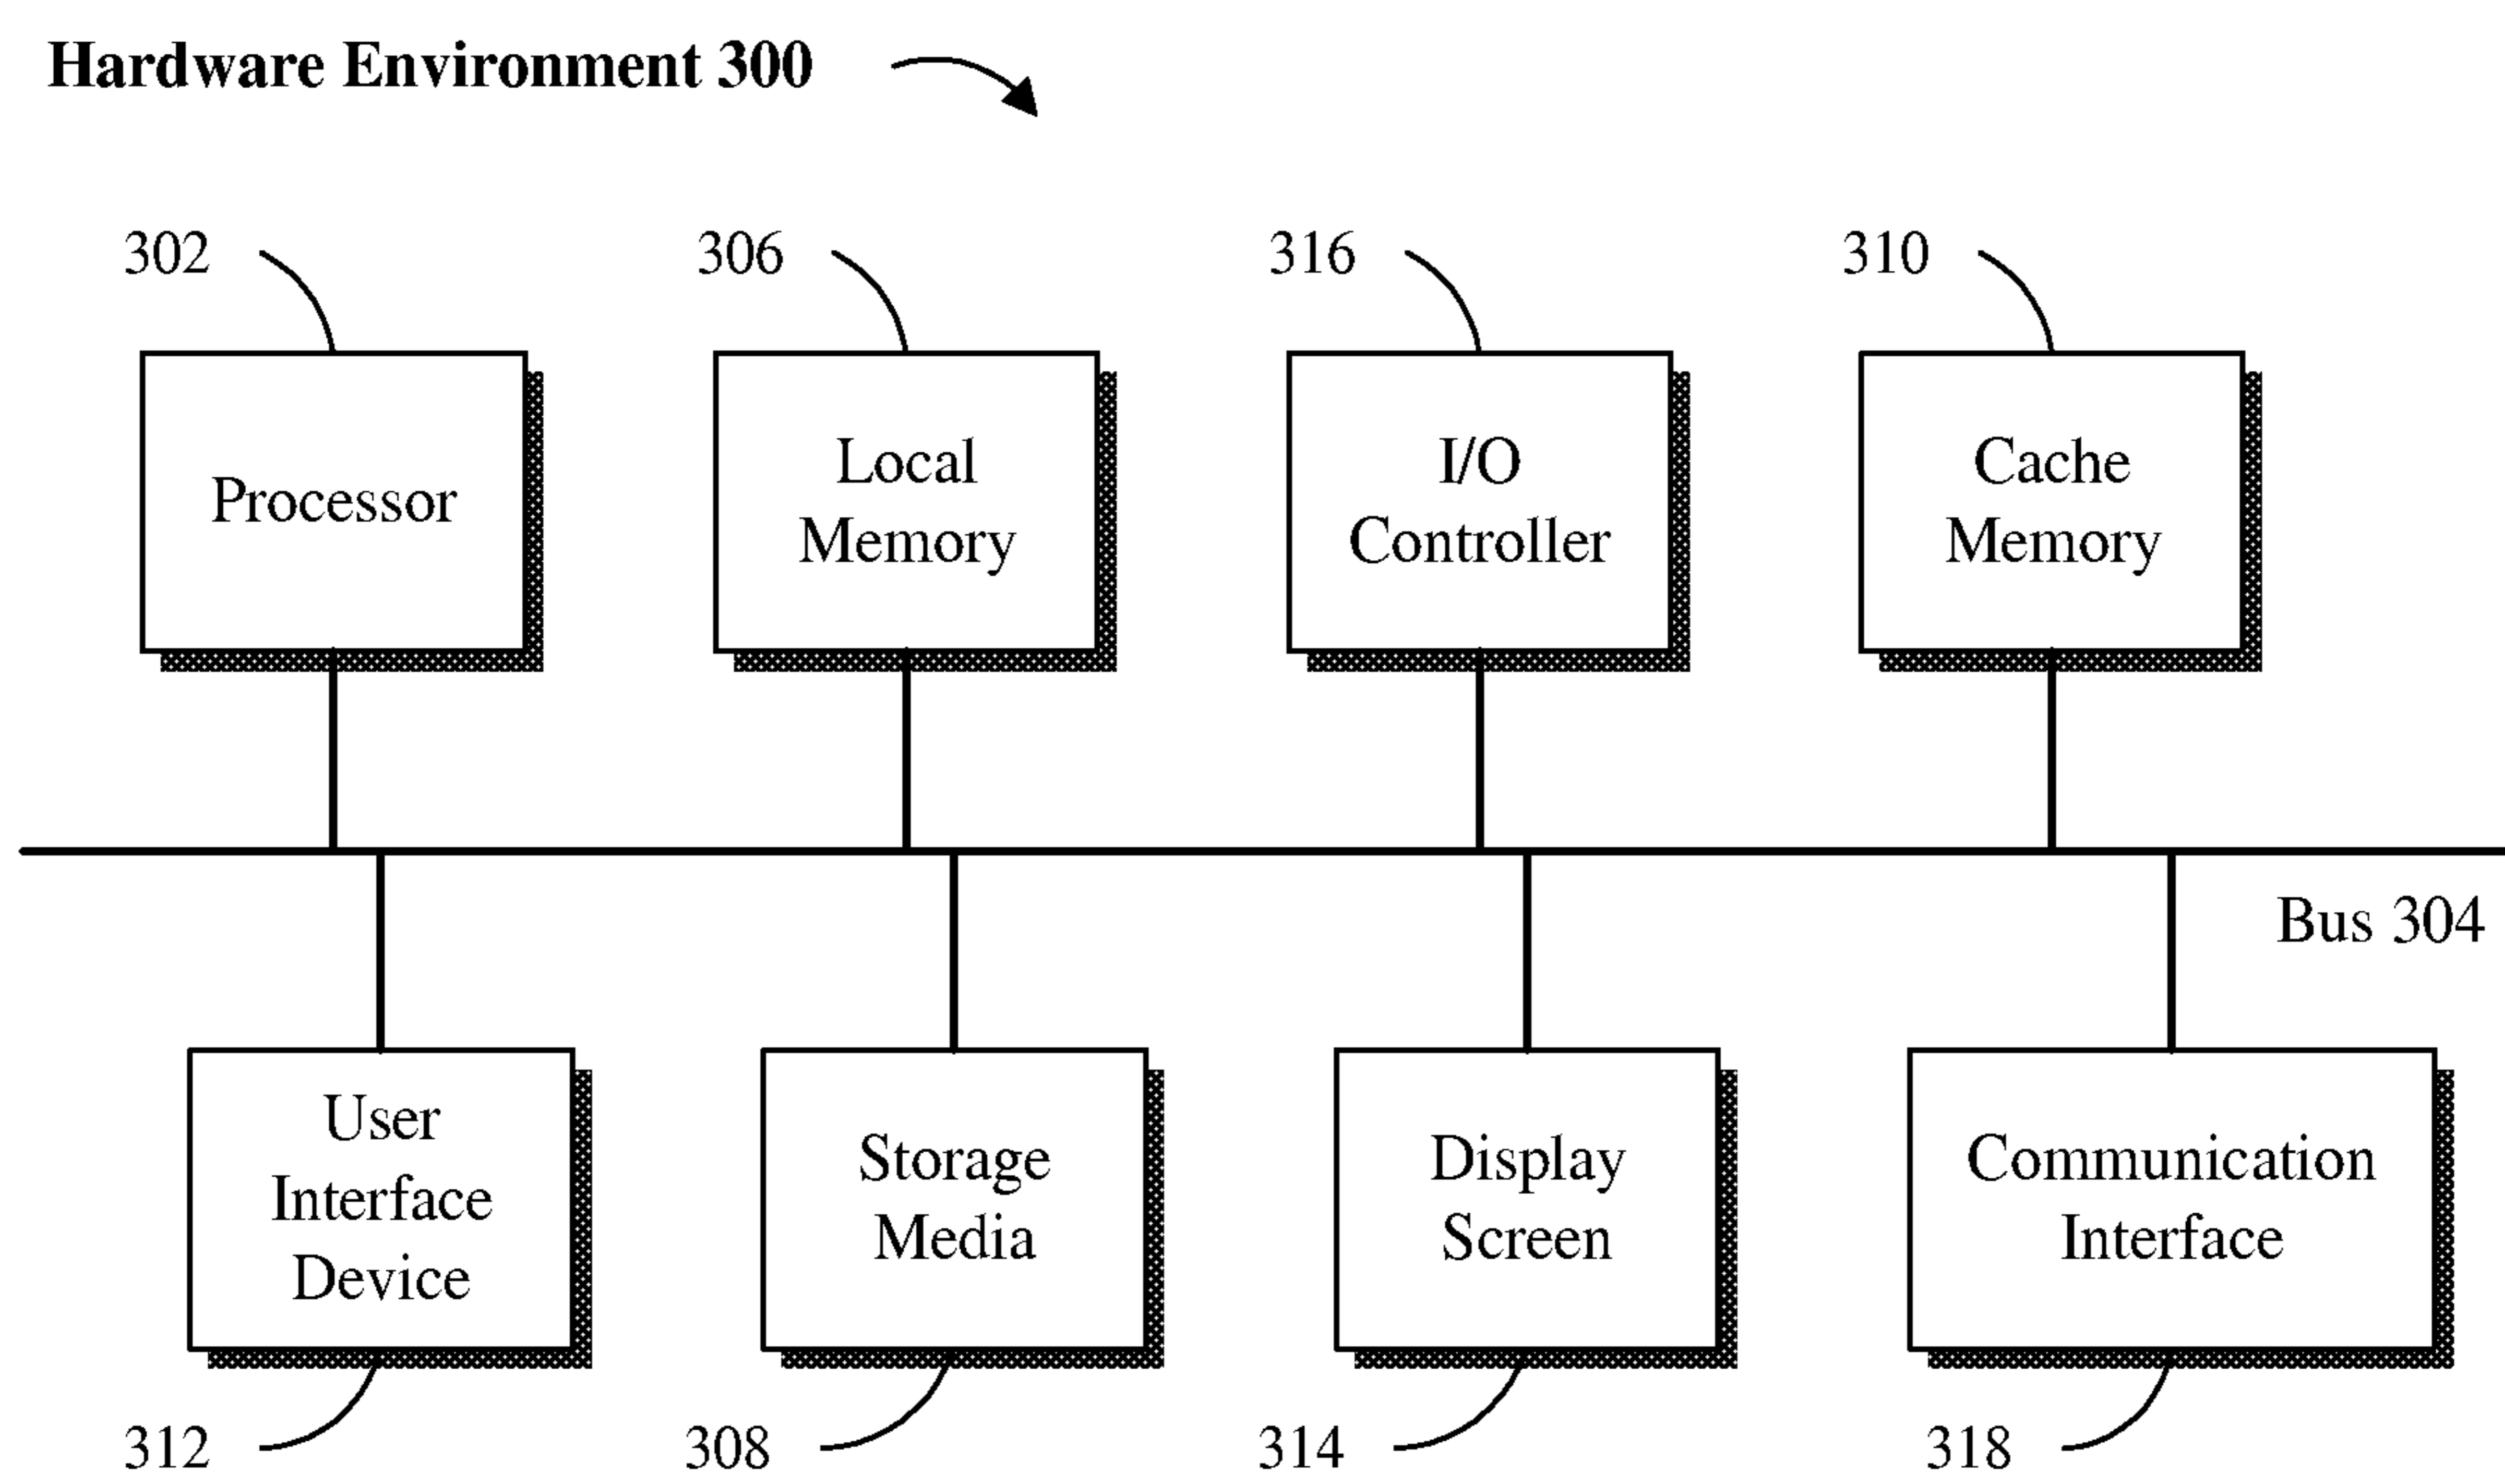 Hardware Environment 300
302
306
316
310
Processor
Local
Memory
I/O
Controller
Cache
Memory
Bus 304
User
Interface
Device
Storage
Media
Display
Screen
Communication
Interface
312
308
314
318